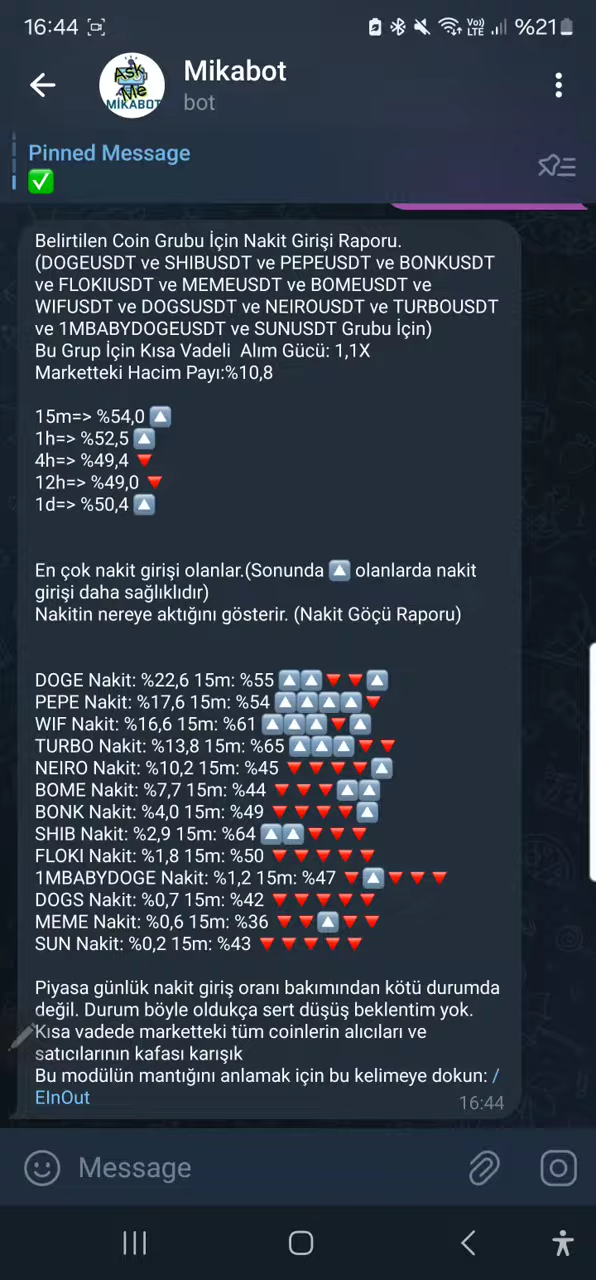 16:44 Vo)) LTE %21
Ask Me MİKABOT
Mikabot
bot
Pinned Message
✅
Belirtilen Coin Grubu İçin Nakit Girişi Raporu.
(DOGEUSDT ve SHIBUSDT ve PEPEUSDT ve BONKUSDT
ve FLOKIUSDT ve MEMEUSDT ve BOMEUSDT ve
WIFUSDT ve DOGSUSDT ve NEIROUSDT ve TURBOUSDT
ve 1MBABYDOGEUSDT ve SUNUSDT Grubu İçin)
Bu Grup İçin Kısa Vadeli Alım Gücü: 1,1X
Marketteki Hacim Payı:%10,8
15m=> %54,0 🔼
1h=> %52,5 🔼
4h=> %49,4 🔻
12h=> %49,0 🔻
1d=> %50,4 🔼
En çok nakit girişi olanlar.(Sonunda 🔼 olanlarda nakit
girişi daha sağlıklıdır)
Nakitin nereye aktığını gösterir. (Nakit Göçü Raporu)
DOGE Nakit: %22,6 15m: %55 🔼🔼🔻🔻🔼
PEPE Nakit: %17,6 15m: %54 🔼🔼🔼🔼🔻
WIF Nakit: %16,6 15m: %61 🔼🔼🔼🔻🔼
TURBO Nakit: %13,8 15m: %65 🔼🔼🔼🔻🔻
NEIRO Nakit: %10,2 15m: %45 🔻🔻🔻🔻🔼
BOME Nakit: %7,7 15m: %44 🔻🔻🔻🔼🔼
BONK Nakit: %4,0 15m: %49 🔻🔻🔻🔻🔼
SHIB Nakit: %2,9 15m: %64 🔼🔼🔻🔻🔻
FLOKI Nakit: %1,8 15m: %50 🔻🔻🔻🔻🔻
1MBABYDOGE Nakit: %1,2 15m: %47 🔻🔼🔻🔻🔻
DOGS Nakit: %0,7 15m: %42 🔻🔻🔻🔻🔻
MEME Nakit: %0,6 15m: %36 🔻🔻🔼🔻🔻
SUN Nakit: %0,2 15m: %43 🔻🔻🔻🔻🔻
Piyasa günlük nakit giriş oranı bakımından kötü durumda
değil. Durum böyle oldukça sert düşüş beklentim yok.
Kısa vadede marketteki tüm coinlerin alıcıları ve
satıcılarının kafası karışık
Bu modülün mantığını anlamak için bu kelimeye dokun: /
EInOut
16:44
Message